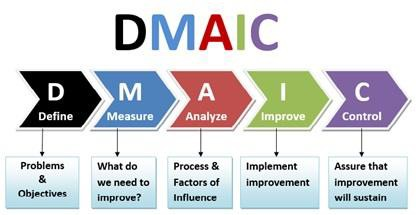 DMAIC
D
Define
M
Measure
A
Analyze
I
Improve
C
Control
Problems
&
Objectives
What do
we need to
improve?
Process &
Factors of
Influence
Implement
improvement
Assure that
improvement
will sustain